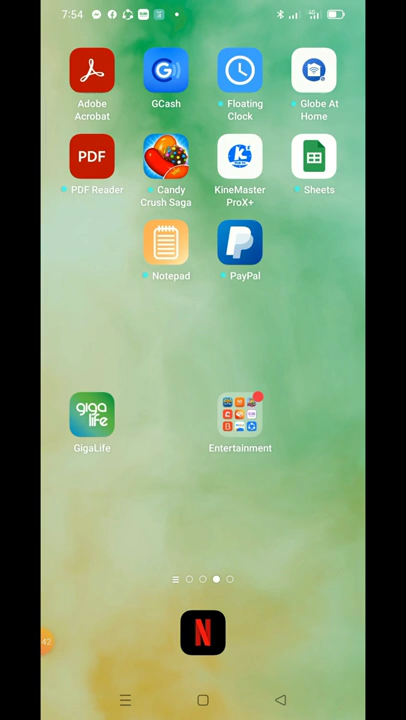 7:54
Adobe
Acrobat
GCash
Floating
Clock
Globe At
Home
PDF
PDF Reader
Candy
Crush Saga
KineMaster
ProX+
Sheets
Notepad
PayPal
giga
life
GigaLife
Entertainment
N
42